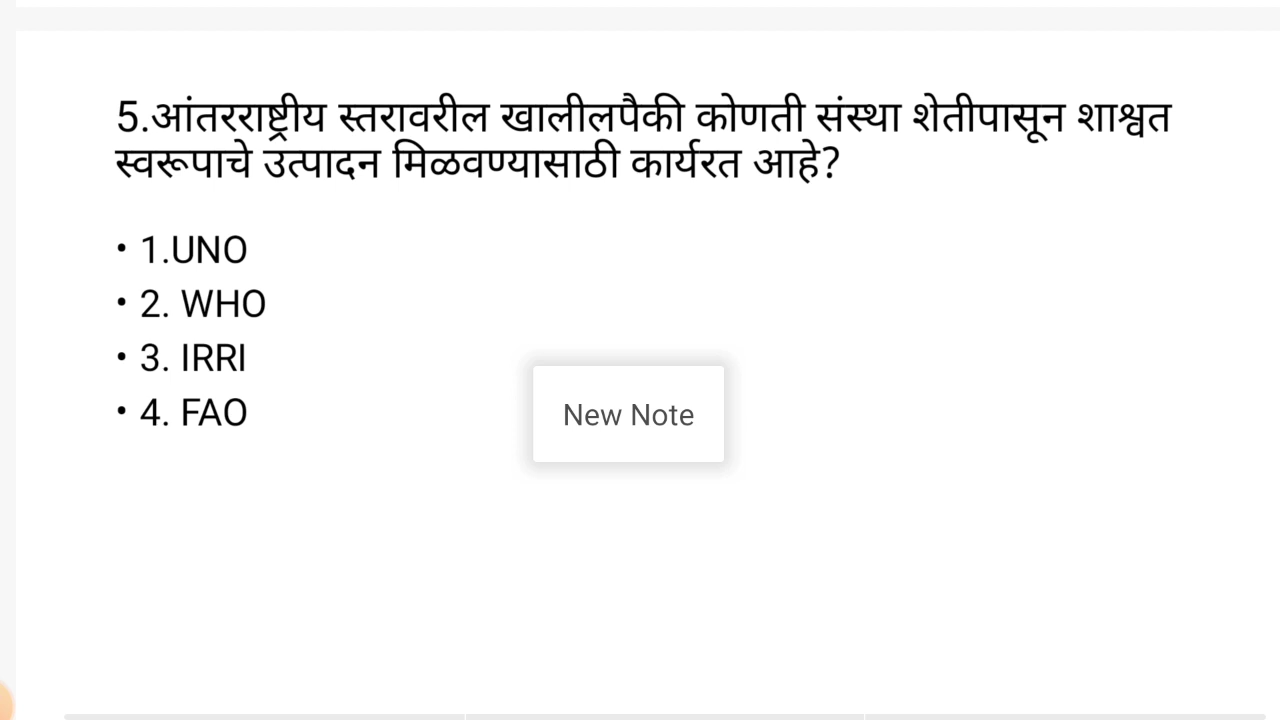 5.आंतरराष्ट्रीय स्तरावरील खालीलपैकी कोणती संस्था शेतीपासून शाश्वत
स्वरूपाचे उत्पादन मिळवण्यासाठी कार्यरत आहे?
• 1.UNO
• 2. WHO
• 3. IRRI
• 4. FAO
New Note